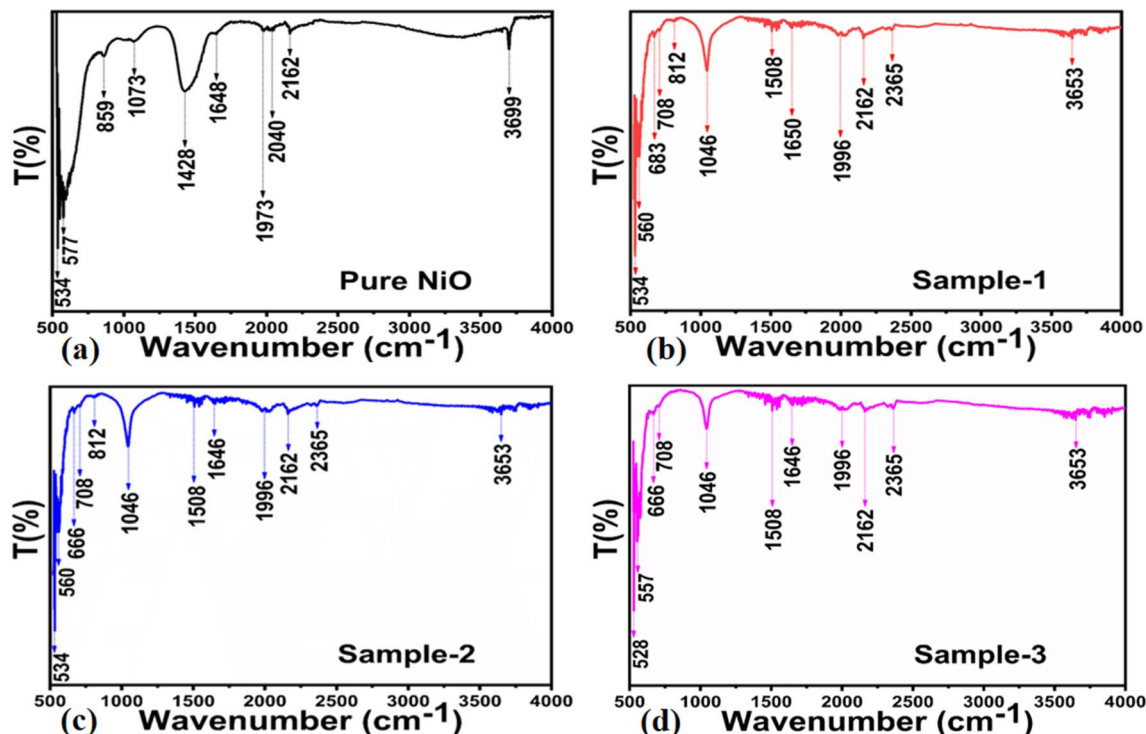 T(%)
534
577
859
1073
1428
1648
1973
2040
2162
3699
Pure NiO
500 1000 1500 2000 2500 3000 3500 4000
(a) Wavenumber (cm-1)
T(%)
534
560
683
708
812
1046
1508
1650
1996
2162
2365
3653
Sample-1
500 1000 1500 2000 2500 3000 3500 4000
(b) Wavenumber (cm-1)
T(%)
534
560
666
708
812
1046
1508
1646
1996
2162
2365
3653
Sample-2
500 1000 1500 2000 2500 3000 3500 4000
(c) Wavenumber (cm-1)
T(%)
528
557
666
708
1046
1508
1646
1996
2162
2365
3653
Sample-3
500 1000 1500 2000 2500 3000 3500 4000
(d) Wavenumber (cm-1)